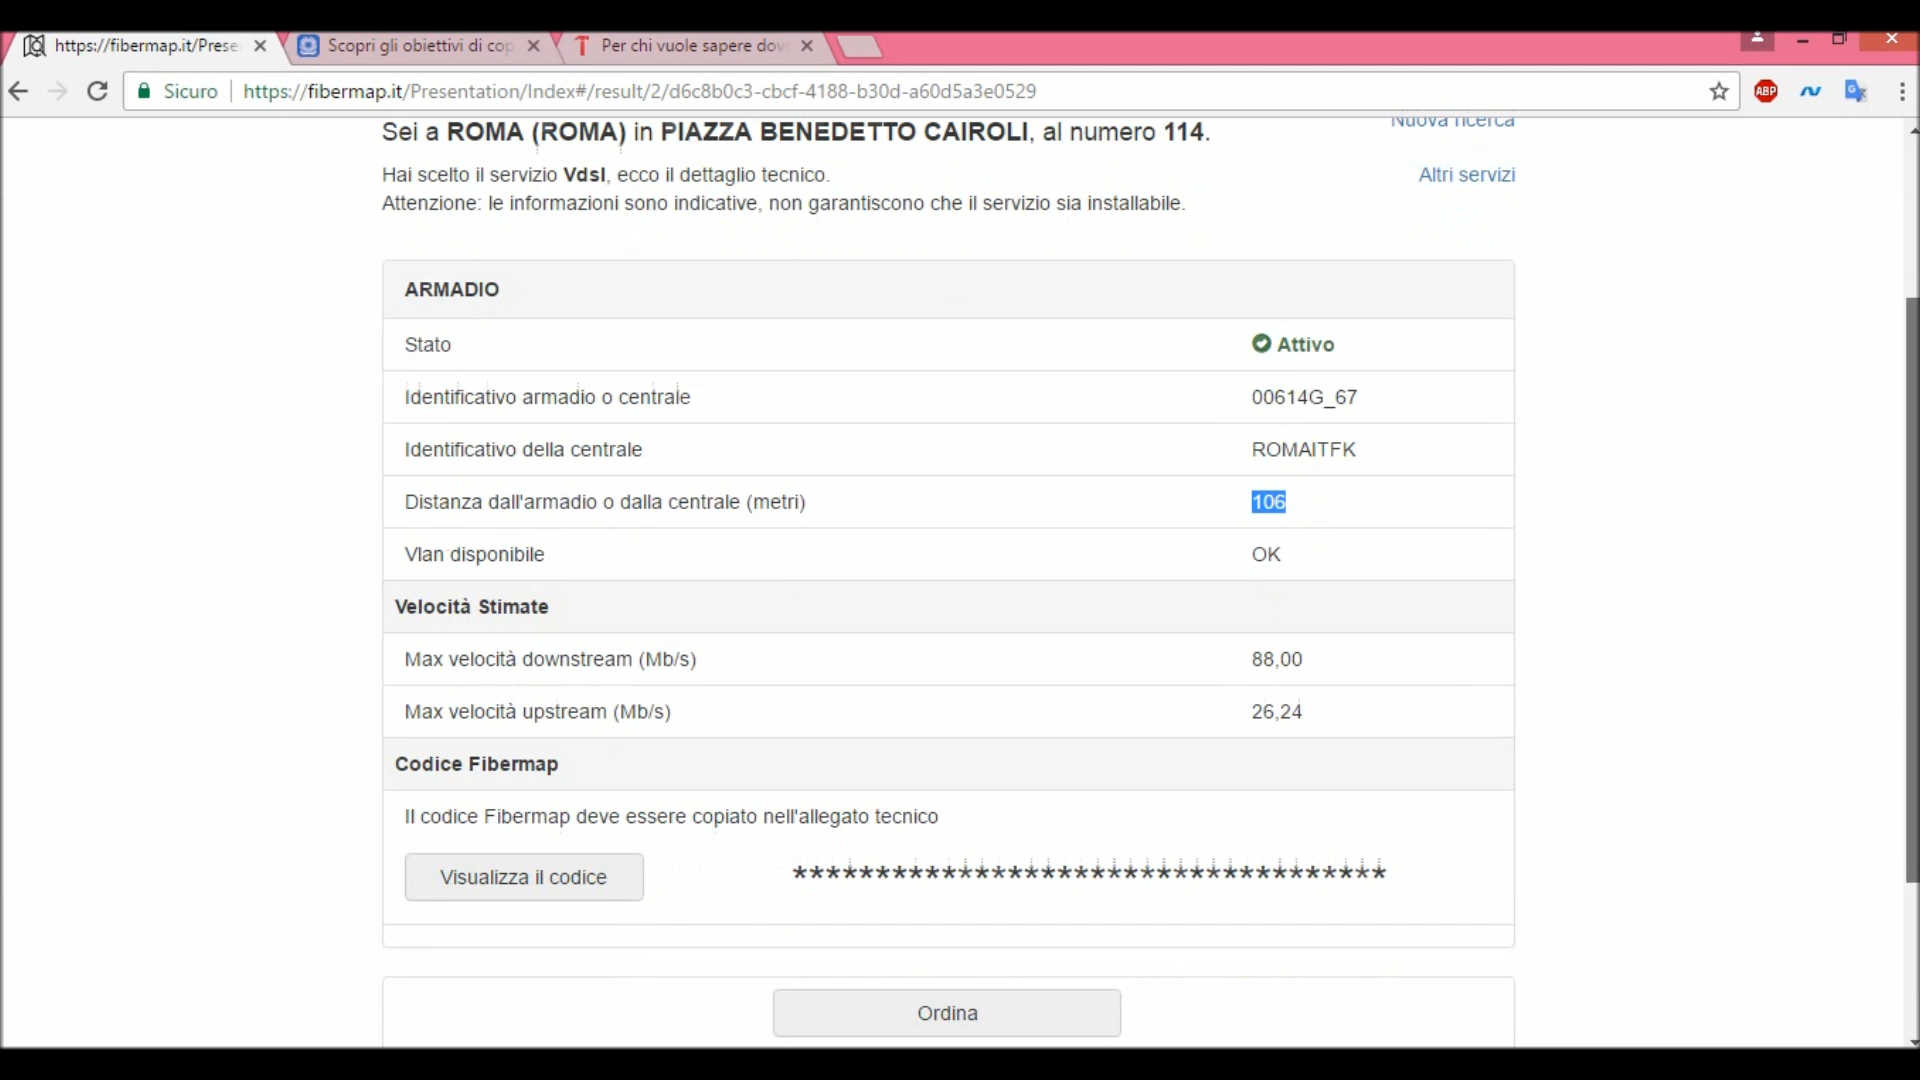 https://fibermap.it/Prese
Scopri gli obiettivi di cop
Per chi vuole sapere dov
Sicuro
https://fibermap.it/Presentation/Index#/result/2/d6c8b0c3-cbcf-4188-b30d-a60d5a3e0529
ABP
Nuova ricerca
Sei a ROMA (ROMA) in PIAZZA BENEDETTO CAIROLI, al numero 114.
Hai scelto il servizio Vdsl, ecco il dettaglio tecnico.
Altri servizi
Attenzione: le informazioni sono indicative, non garantiscono che il servizio sia installabile.
ARMADIO
Stato Attivo
Identificativo armadio o centrale 00614G_67
Identificativo della centrale ROMAITFK
Distanza dall'armadio o dalla centrale (metri) 106
Vlan disponibile OK
Velocità Stimate
Max velocità downstream (Mb/s) 88,00
Max velocità upstream (Mb/s) 26,24
Codice Fibermap
Il codice Fibermap deve essere copiato nell'allegato tecnico
Visualizza il codice ************************************
Ordina